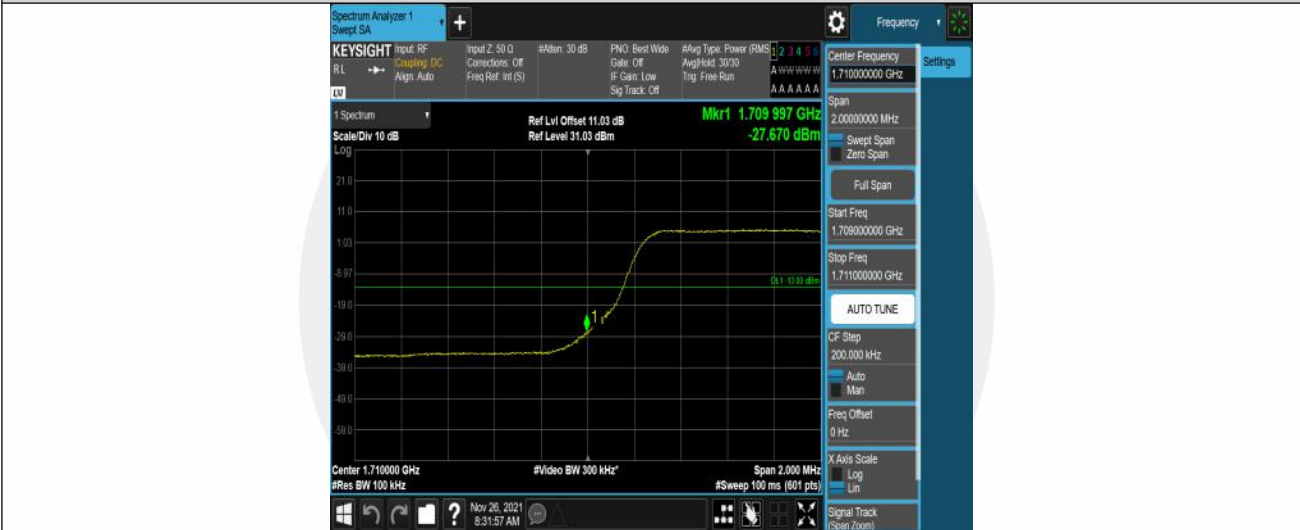 Spectrum Analyzer 1
Swept SA
+
Frequency
KEYSIGHT
RL
Input: RF
Coupling: DC
Align: Auto
Input Z: 50 Ω
Corrections: Off
Freq Ref: Int (S)
#Atten: 30 dB
PNO: Best Wide
Gate: Off
IF Gain: Low
Sig Track: Off
#Avg Type: Power (RMS
Avg|Hold: 30/30
Trig: Free Run
1 2 3 4 5 6
A W W W W W
A A A A A A
1 Spectrum
Scale/Div 10 dB
Log
Ref Lvl Offset 11.03 dB
Ref Level 31.03 dBm
Mkr1 1.709 997 GHz
-27.670 dBm
21.0
11.0
1.03
-8.97
-19.0
-29.0
-39.0
-49.0
-59.0
1
Center 1.710000 GHz
#Res BW 100 kHz
#Video BW 300 kHz*
Span 2.000 MHz
#Sweep 100 ms (601 pts)
?
Nov 26, 2021
8:31:57 AM
Center Frequency
1.710000000 GHz
Settings
Span
2.00000000 MHz
Swept Span
Zero Span
Full Span
Start Freq
1.709000000 GHz
Stop Freq
1.711000000 GHz
AUTO TUNE
CF Step
200.000 kHz
Auto
Man
Freq Offset
0 Hz
X Axis Scale
Log
Lin
Signal Track
(Span Zoom)